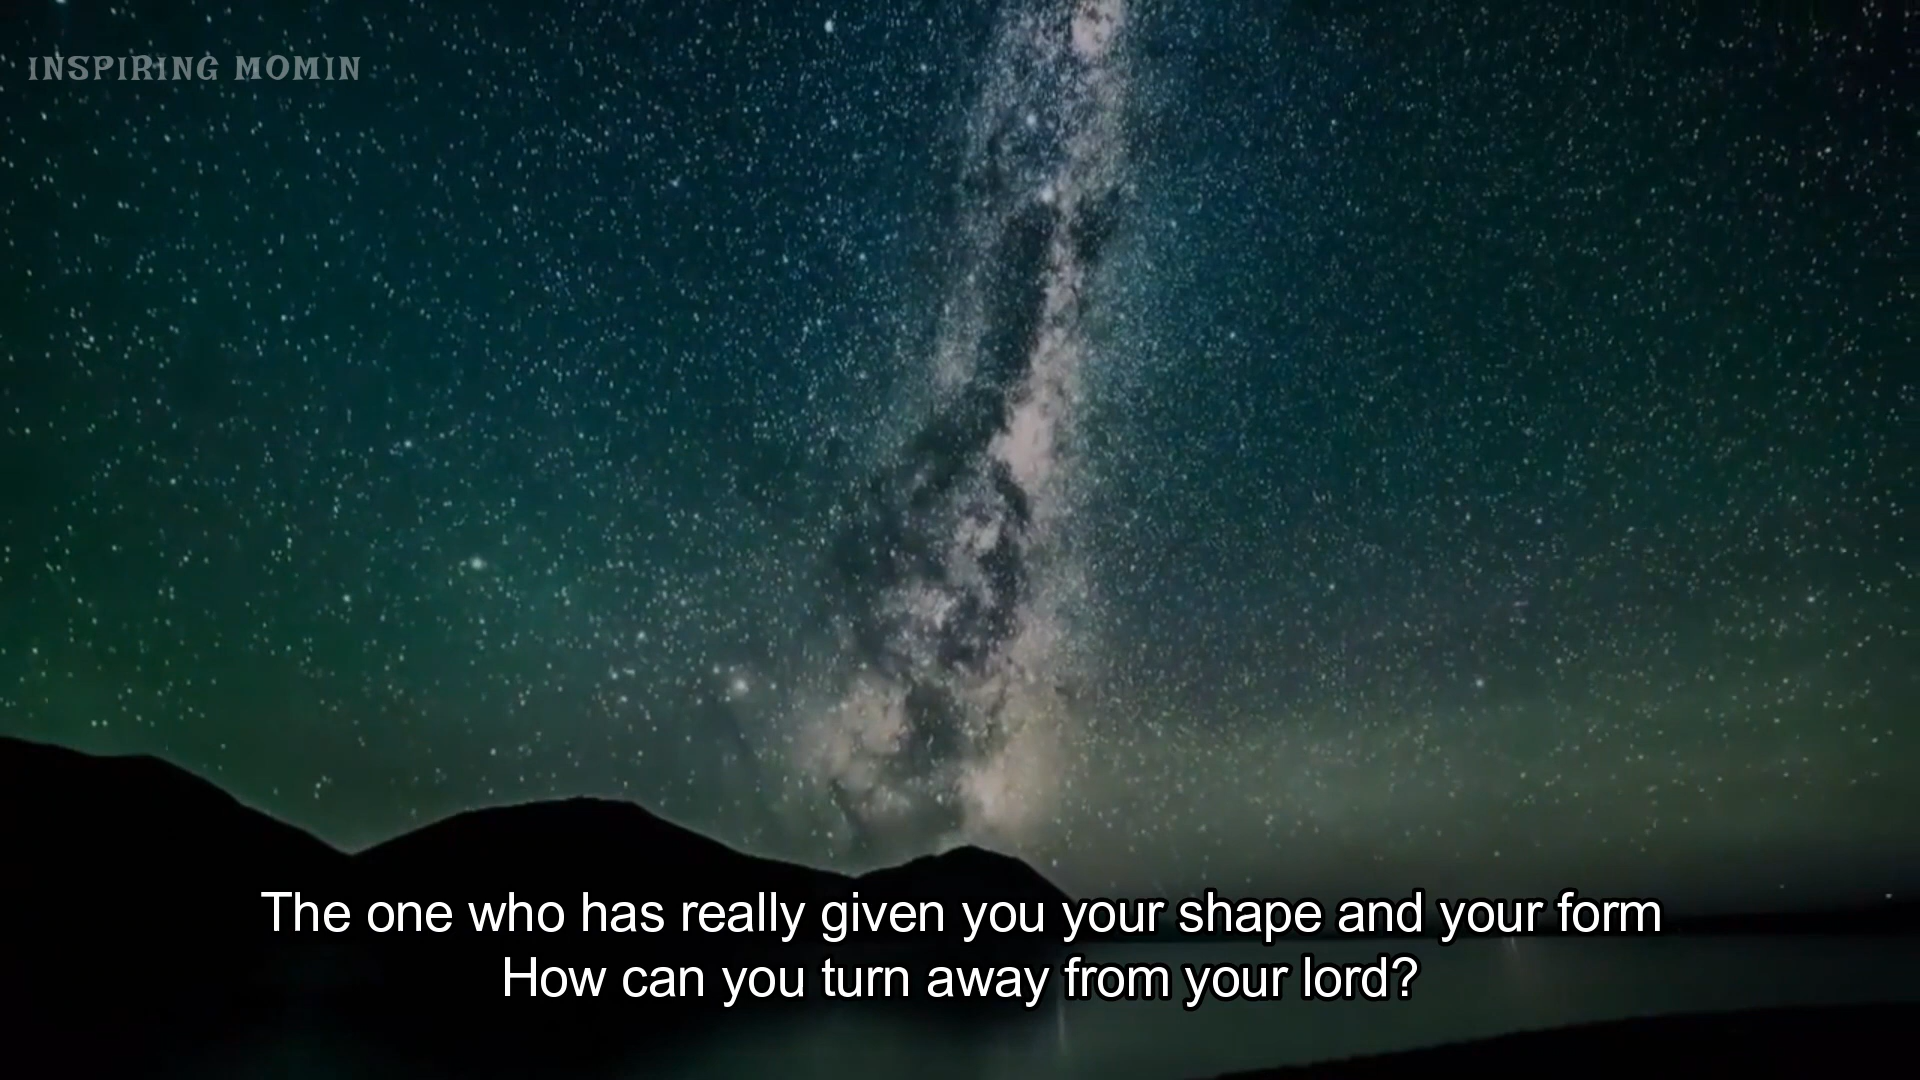 INSPIRING MOMIN
The one who has really given you your shape and your form
How can you turn away from your lord?